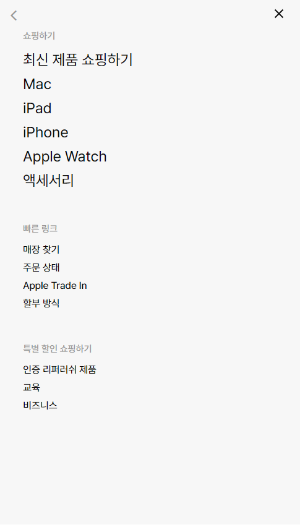 쇼핑하기
최신 제품 쇼핑하기
Mac
iPad
iPhone
Apple Watch
액세서리
빠른 링크
매장 찾기
주문 상태
Apple Trade In
할부 방식
특별 할인 쇼핑하기
인증 리퍼러쉬 제품
교육
비즈니스